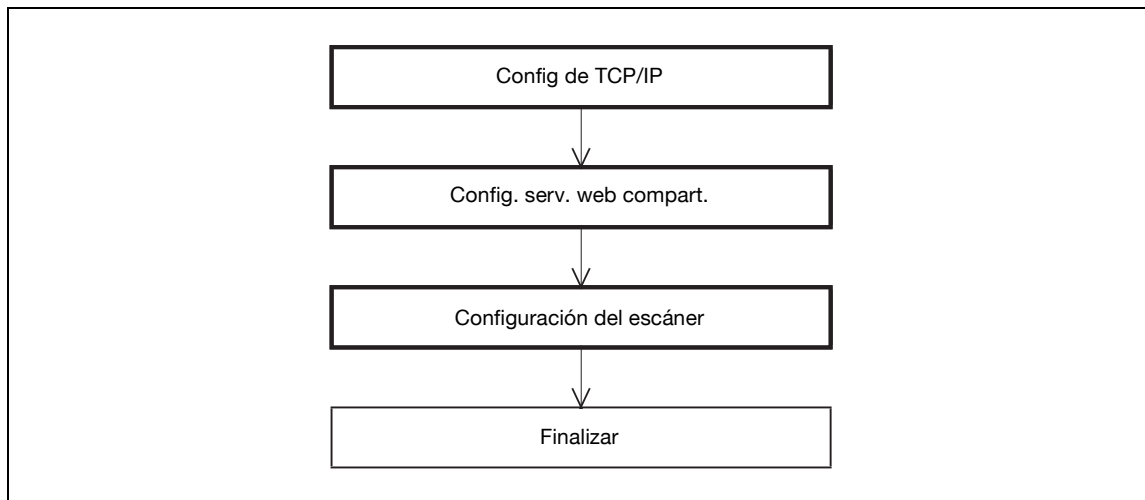 Config de TCP/IP
Config. serv. web compart.
Configuración del escáner
Finalizar